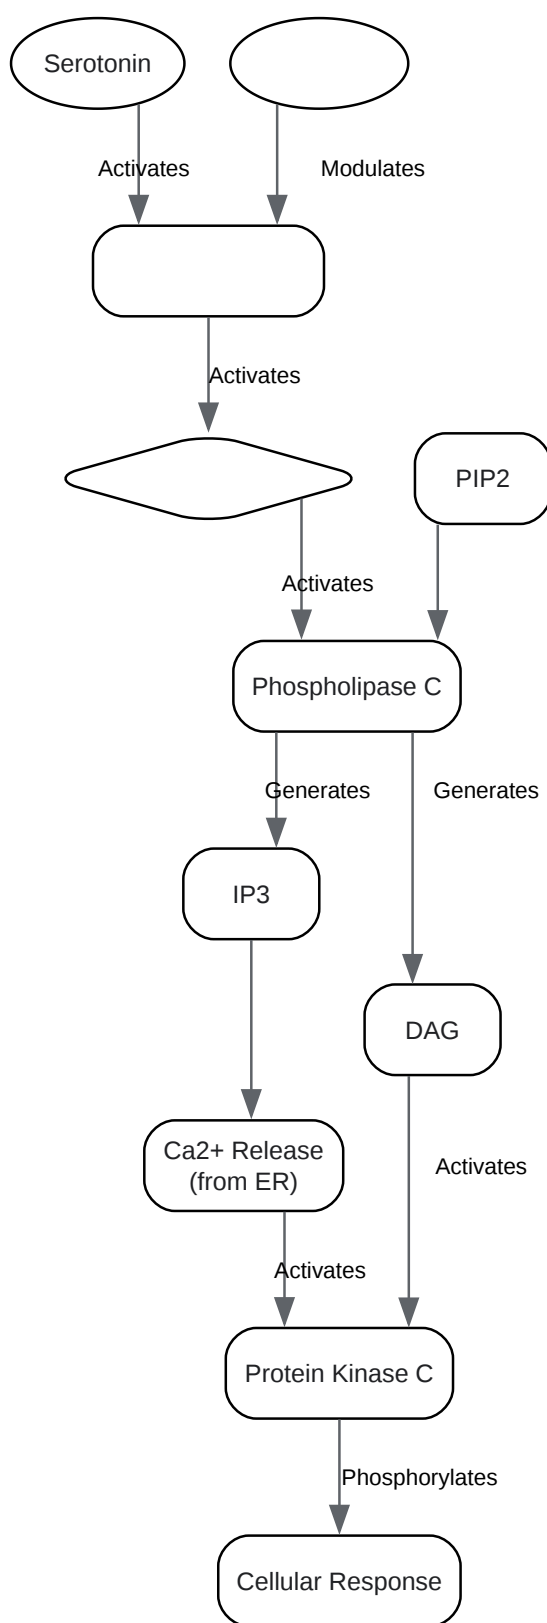 Serotonin
Activates
Modulates
Activates
PIP2
Activates
Phospholipase C
Generates
Generates
IP3
DAG
Ca2+ Release
(from ER)
Activates
Activates
Protein Kinase C
Phosphorylates
Cellular Response